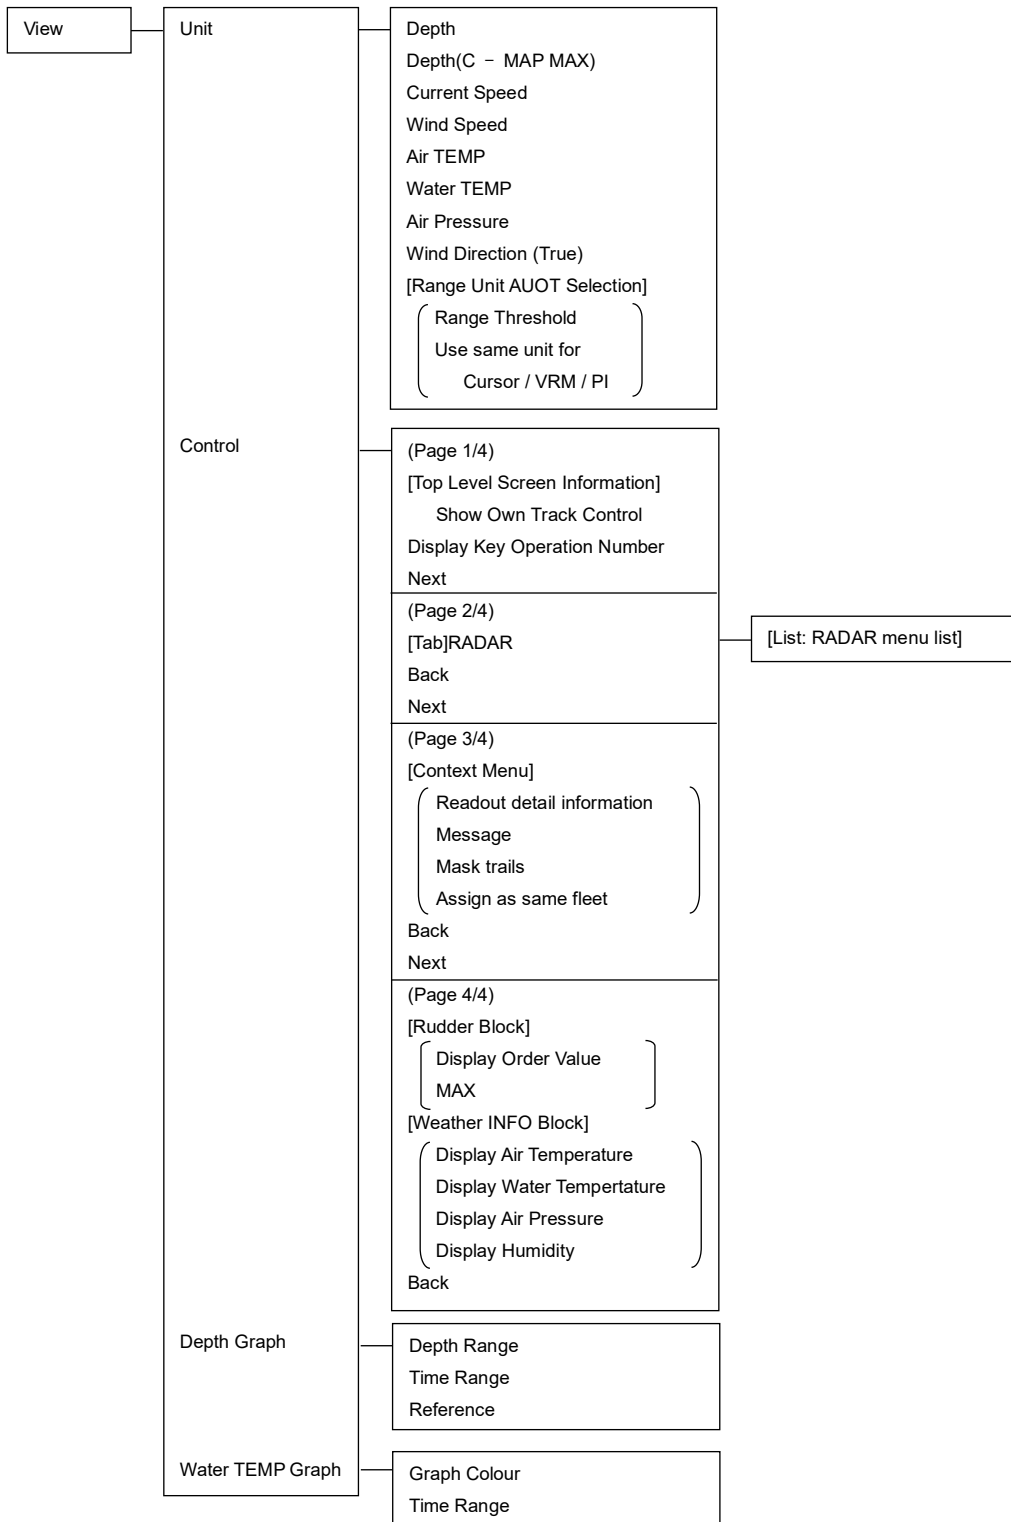 View
Unit
Depth
Depth(C − MAP MAX)
Current Speed
Wind Speed
Air TEMP
Water TEMP
Air Pressure
Wind Direction (True)
[Range Unit AUOT Selection]
Range Threshold
Use same unit for
Cursor / VRM / PI
Control
(Page 1/4)
[Top Level Screen Information]
Show Own Track Control
Display Key Operation Number
Next
(Page 2/4)
[Tab]RADAR
[List: RADAR menu list]
Back
Next
(Page 3/4)
[Context Menu]
Readout detail information
Message
Mask trails
Assign as same fleet
Back
Next
(Page 4/4)
[Rudder Block]
Display Order Value
MAX
[Weather INFO Block]
Display Air Temperature
Display Water Tempertature
Display Air Pressure
Display Humidity
Back
Depth Graph
Depth Range
Time Range
Reference
Water TEMP Graph
Graph Colour
Time Range